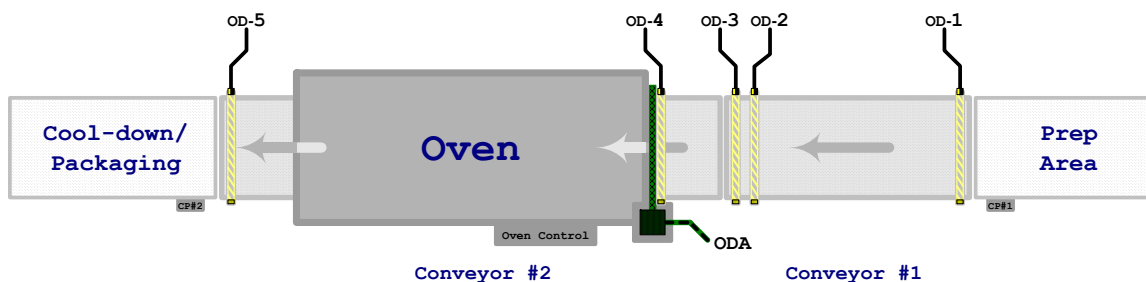 OD-5
OD-4
OD-3
OD-2
OD-1
Cool-down/
Packaging
Oven
Prep
Area
CP#2
CP#1
Oven Control
ODA
Conveyor #2
Conveyor #1